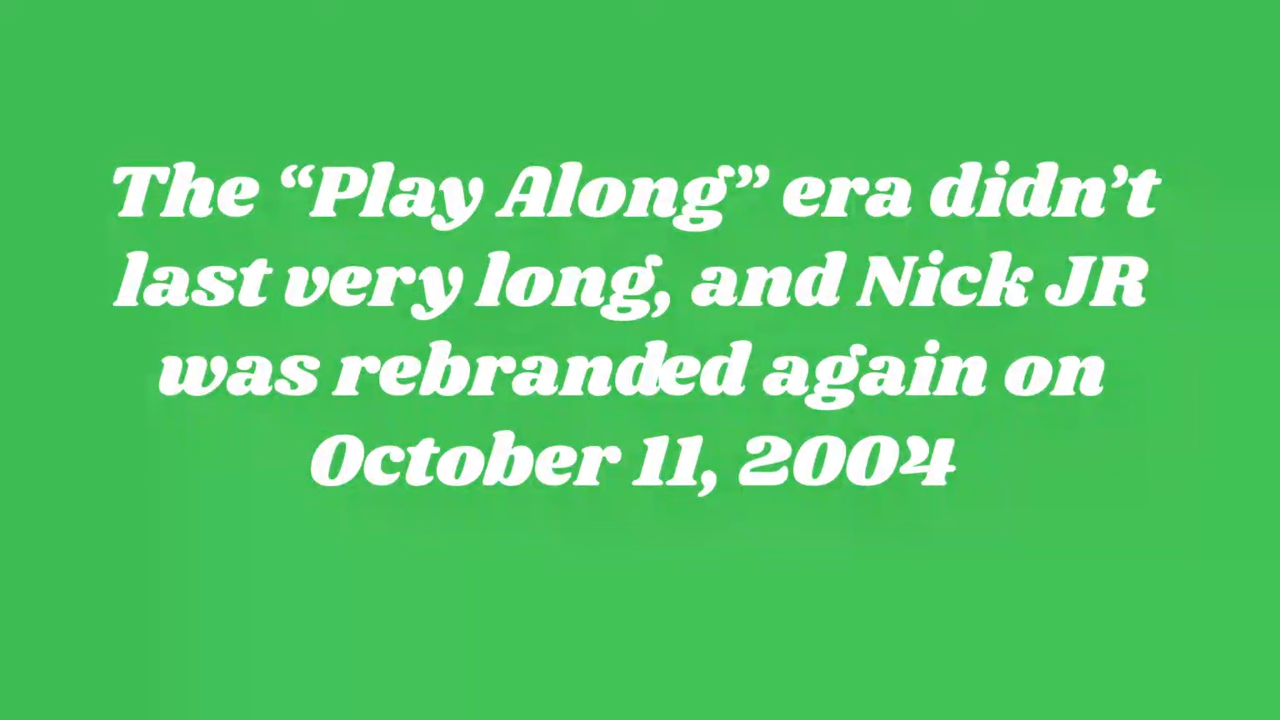 The “Play Along” era didn’t
last very long, and Nick JR
was rebranded again on
October 11, 2004